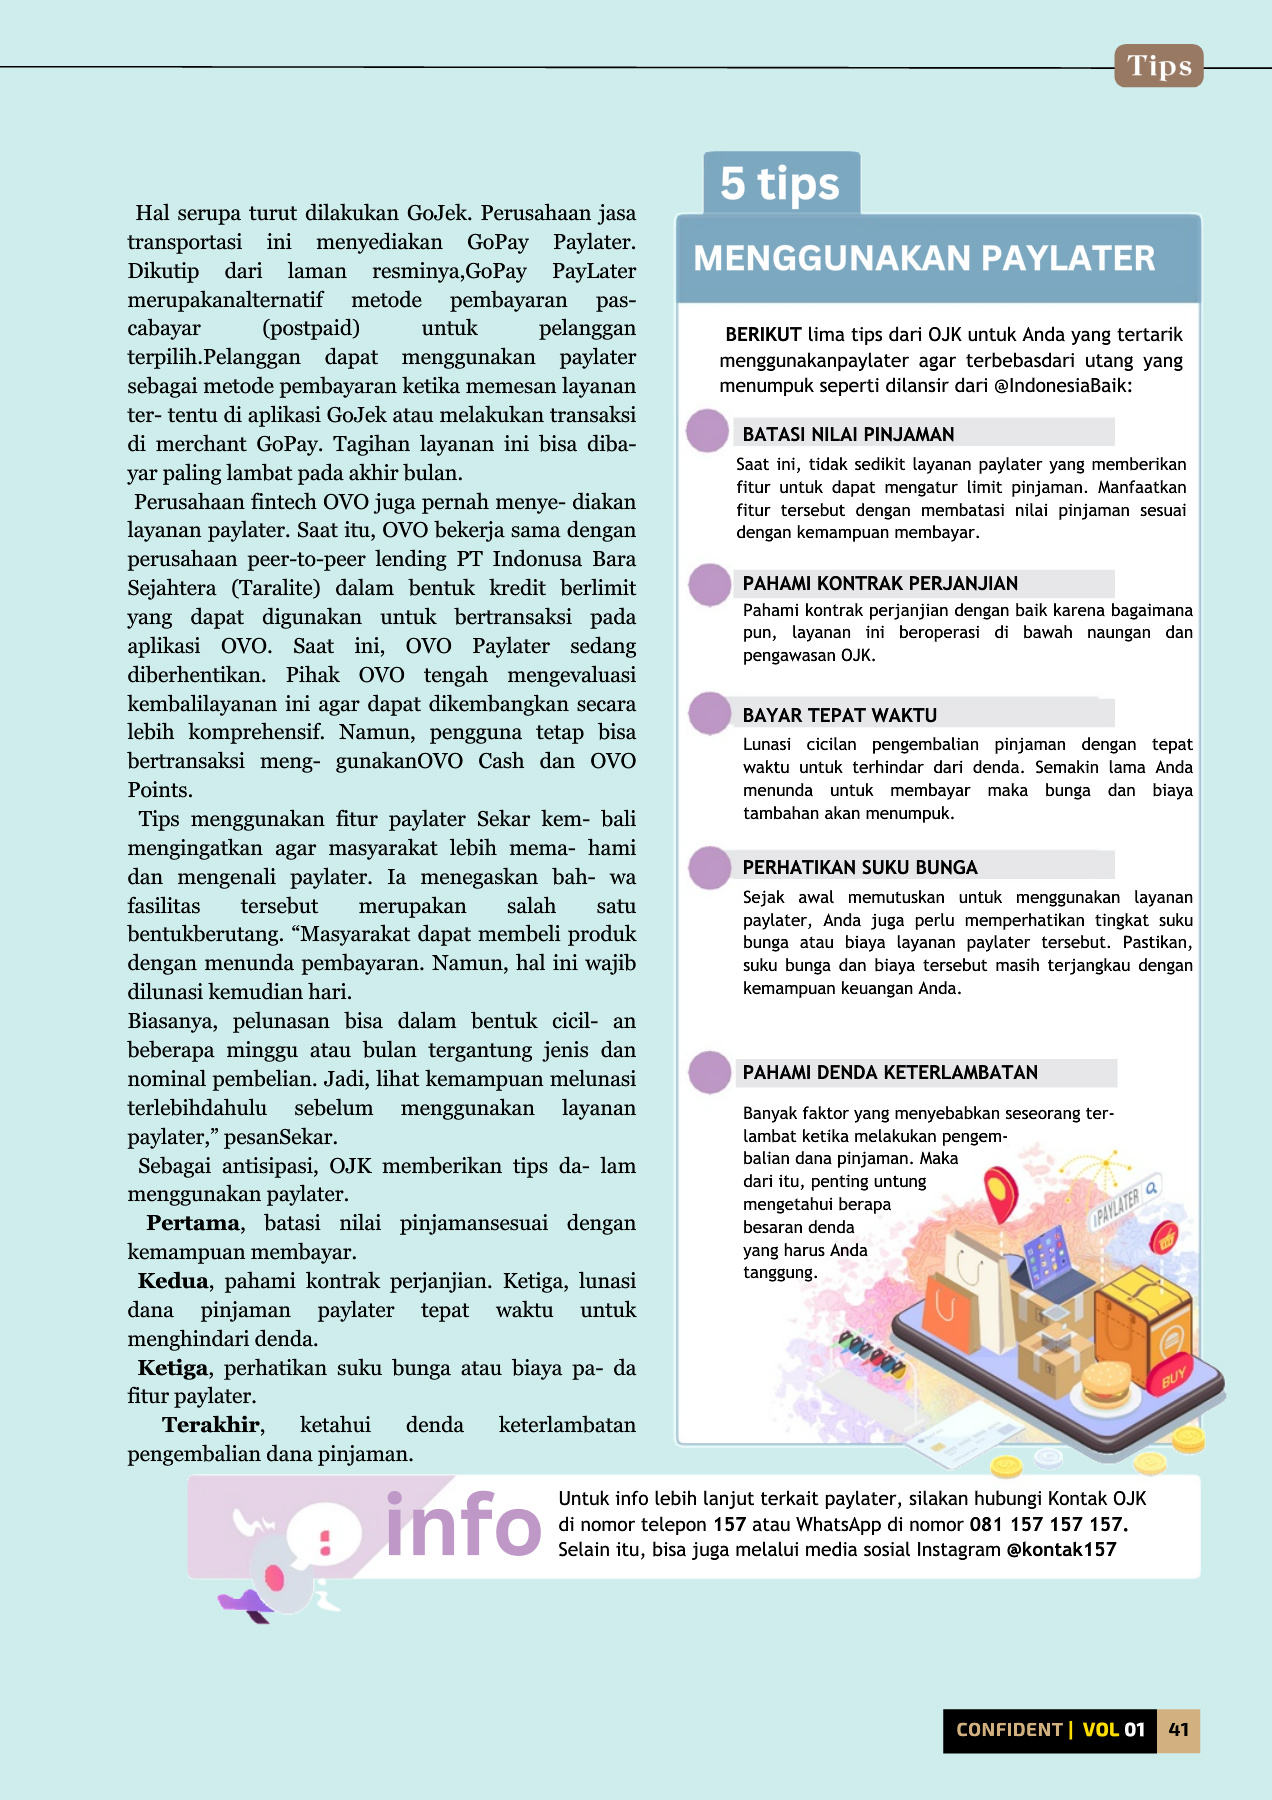 Tips
Hal serupa turut dilakukan GoJek. Perusahaan jasa
transportasi ini menyediakan GoPay Paylater.
Dikutip dari laman resminya,GoPay PayLater
merupakanalternatif metode pembayaran pas-
cabayar (postpaid) untuk pelanggan
terpilih.Pelanggan dapat menggunakan paylater
sebagai metode pembayaran ketika memesan layanan
ter- tentu di aplikasi GoJek atau melakukan transaksi
di merchant GoPay. Tagihan layanan ini bisa diba-
yar paling lambat pada akhir bulan.
Perusahaan fintech OVO juga pernah menye- diakan
layanan paylater. Saat itu, OVO bekerja sama dengan
perusahaan peer-to-peer lending PT Indonusa Bara
Sejahtera (Taralite) dalam bentuk kredit berlimit
yang dapat digunakan untuk bertransaksi pada
aplikasi OVO. Saat ini, OVO Paylater sedang
diberhentikan. Pihak OVO tengah mengevaluasi
kembalilayanan ini agar dapat dikembangkan secara
lebih komprehensif. Namun, pengguna tetap bisa
bertransaksi meng- gunakanOVO Cash dan OVO
Points.
Tips menggunakan fitur paylater Sekar kem- bali
mengingatkan agar masyarakat lebih mema- hami
dan mengenali paylater. Ia menegaskan bah- wa
fasilitas tersebut merupakan salah satu
bentukberutang. “Masyarakat dapat membeli produk
dengan menunda pembayaran. Namun, hal ini wajib
dilunasi kemudian hari.
Biasanya, pelunasan bisa dalam bentuk cicil- an
beberapa minggu atau bulan tergantung jenis dan
nominal pembelian. Jadi, lihat kemampuan melunasi
terlebihdahulu sebelum menggunakan layanan
paylater,” pesanSekar.
Sebagai antisipasi, OJK memberikan tips da- lam
menggunakan paylater.
Pertama, batasi nilai pinjamansesuai dengan
kemampuan membayar.
Kedua, pahami kontrak perjanjian. Ketiga, lunasi
dana pinjaman paylater tepat waktu untuk
menghindari denda.
Ketiga, perhatikan suku bunga atau biaya pa- da
fitur paylater.
Terakhir, ketahui denda keterlambatan
pengembalian dana pinjaman.
5 tips
MENGGUNAKAN PAYLATER
BERIKUT lima tips dari OJK untuk Anda yang tertarik
menggunakanpaylater agar terbebasdari utang yang
menumpuk seperti dilansir dari @IndonesiaBaik:
BATASI NILAI PINJAMAN
Saat ini, tidak sedikit layanan paylater yang memberikan
fitur untuk dapat mengatur limit pinjaman. Manfaatkan
fitur tersebut dengan membatasi nilai pinjaman sesuai
dengan kemampuan membayar.
PAHAMI KONTRAK PERJANJIAN
Pahami kontrak perjanjian dengan baik karena bagaimana
pun, layanan ini beroperasi di bawah naungan dan
pengawasan OJK.
BAYAR TEPAT WAKTU
Lunasi cicilan pengembalian pinjaman dengan tepat
waktu untuk terhindar dari denda. Semakin lama Anda
menunda untuk membayar maka bunga dan biaya
tambahan akan menumpuk.
PERHATIKAN SUKU BUNGA
Sejak awal memutuskan untuk menggunakan layanan
paylater, Anda juga perlu memperhatikan tingkat suku
bunga atau biaya layanan paylater tersebut. Pastikan,
suku bunga dan biaya tersebut masih terjangkau dengan
kemampuan keuangan Anda.
PAHAMI DENDA KETERLAMBATAN
Banyak faktor yang menyebabkan seseorang ter-
lambat ketika melakukan pengem-
balian dana pinjaman. Maka
dari itu, penting untung
mengetahui berapa
besaran denda
yang harus Anda
tanggung.
PAYLATER
BUY
info
Untuk info lebih lanjut terkait paylater, silakan hubungi Kontak OJK
di nomor telepon 157 atau WhatsApp di nomor 081 157 157 157.
Selain itu, bisa juga melalui media sosial Instagram @kontak157
CONFIDENT | VOL 01 41